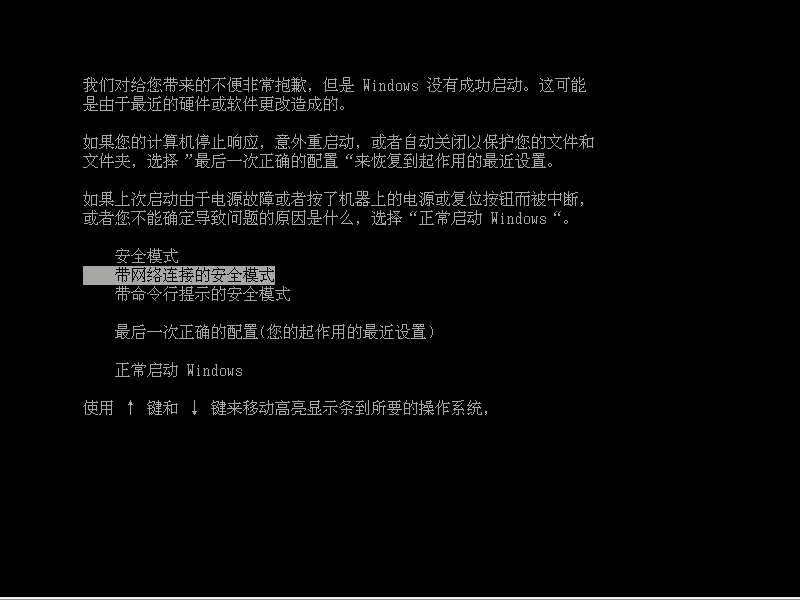 我们对给您带来的不便非常抱歉，但是 Windows 没有成功启动。这可能
是由于最近的硬件或软件更改造成的。
如果您的计算机停止响应，意外重启动，或者自动关闭以保护您的文件和
文件夹，选择 ”最后一次正确的配置 “来恢复到起作用的最近设置。
如果上次启动由于电源故障或者按了机器上的电源或复位按钮而被中断，
或者您不能确定导致问题的原因是什么，选择 “正常启动 Windows “。
安全模式
带网络连接的安全模式
带命令行提示的安全模式
最后一次正确的配置(您的起作用的最近设置)
正常启动 Windows
使用 ↑ 键和 ↓ 键来移动高亮显示条到所要的操作系统，